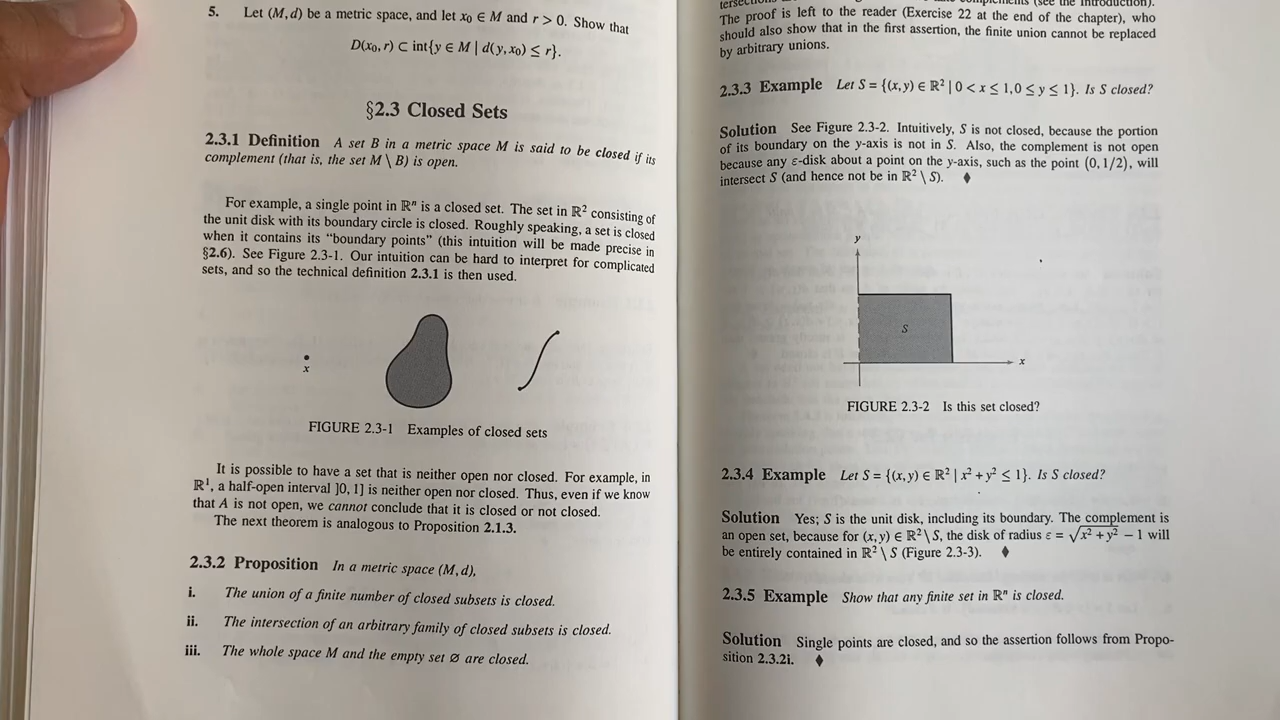 5. Let (M, d) be a metric space, and let x₀ ∈ M and r > 0. Show that
D(x₀, r) ⊂ int{y ∈ M | d(y, x₀) ≤ r}.
§2.3 Closed Sets
2.3.1 Definition A set B in a metric space M is said to be closed if its
complement (that is, the set M \ B) is open.
For example, a single point in ℝⁿ is a closed set. The set in ℝ² consisting of
the unit disk with its boundary circle is closed. Roughly speaking, a set is closed
when it contains its "boundary points" (this intuition will be made precise in
§2.6). See Figure 2.3-1. Our intuition can be hard to interpret for complicated
sets, and so the technical definition 2.3.1 is then used.
x
FIGURE 2.3-1 Examples of closed sets
It is possible to have a set that is neither open nor closed. For example, in
ℝ¹, a half-open interval ]0, 1] is neither open nor closed. Thus, even if we know
that A is not open, we cannot conclude that it is closed or not closed.
The next theorem is analogous to Proposition 2.1.3.
2.3.2 Proposition In a metric space (M, d),
i. The union of a finite number of closed subsets is closed.
ii. The intersection of an arbitrary family of closed subsets is closed.
iii. The whole space M and the empty set ∅ are closed.
complements (see the Introduction).
The proof is left to the reader (Exercise 22 at the end of the chapter), who
should also show that in the first assertion, the finite union cannot be replaced
by arbitrary unions.
2.3.3 Example Let S = {(x, y) ∈ ℝ² | 0 < x ≤ 1, 0 ≤ y ≤ 1}. Is S closed?
Solution See Figure 2.3-2. Intuitively, S is not closed, because the portion
of its boundary on the y-axis is not in S. Also, the complement is not open
because any ε-disk about a point on the y-axis, such as the point (0, 1/2), will
intersect S (and hence not be in ℝ² \ S). ♦
y
S
x
FIGURE 2.3-2 Is this set closed?
2.3.4 Example Let S = {(x, y) ∈ ℝ² | x² + y² ≤ 1}. Is S closed?
Solution Yes; S is the unit disk, including its boundary. The complement is
an open set, because for (x, y) ∈ ℝ² \ S, the disk of radius ε = √(x² + y²) − 1 will
be entirely contained in ℝ² \ S (Figure 2.3-3). ♦
2.3.5 Example Show that any finite set in ℝⁿ is closed.
Solution Single points are closed, and so the assertion follows from Propo-
sition 2.3.2i. ♦